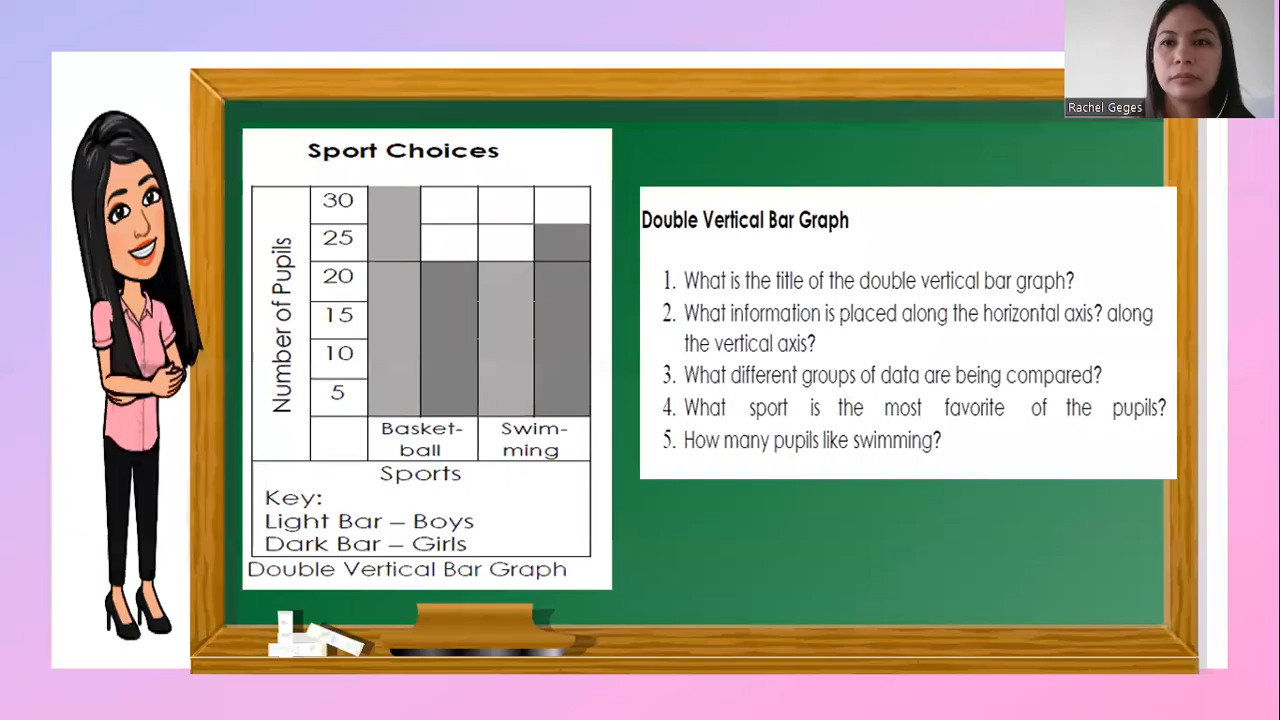 Rachel Geges
Sport Choices
Number of Pupils
30
25
20
15
10
5
Basket-
ball
Swim-
ming
Sports
Key:
Light Bar – Boys
Dark Bar – Girls
Double Vertical Bar Graph
Double Vertical Bar Graph
1. What is the title of the double vertical bar graph?
2. What information is placed along the horizontal axis? along
the vertical axis?
3. What different groups of data are being compared?
4. What sport is the most favorite of the pupils?
5. How many pupils like swimming?